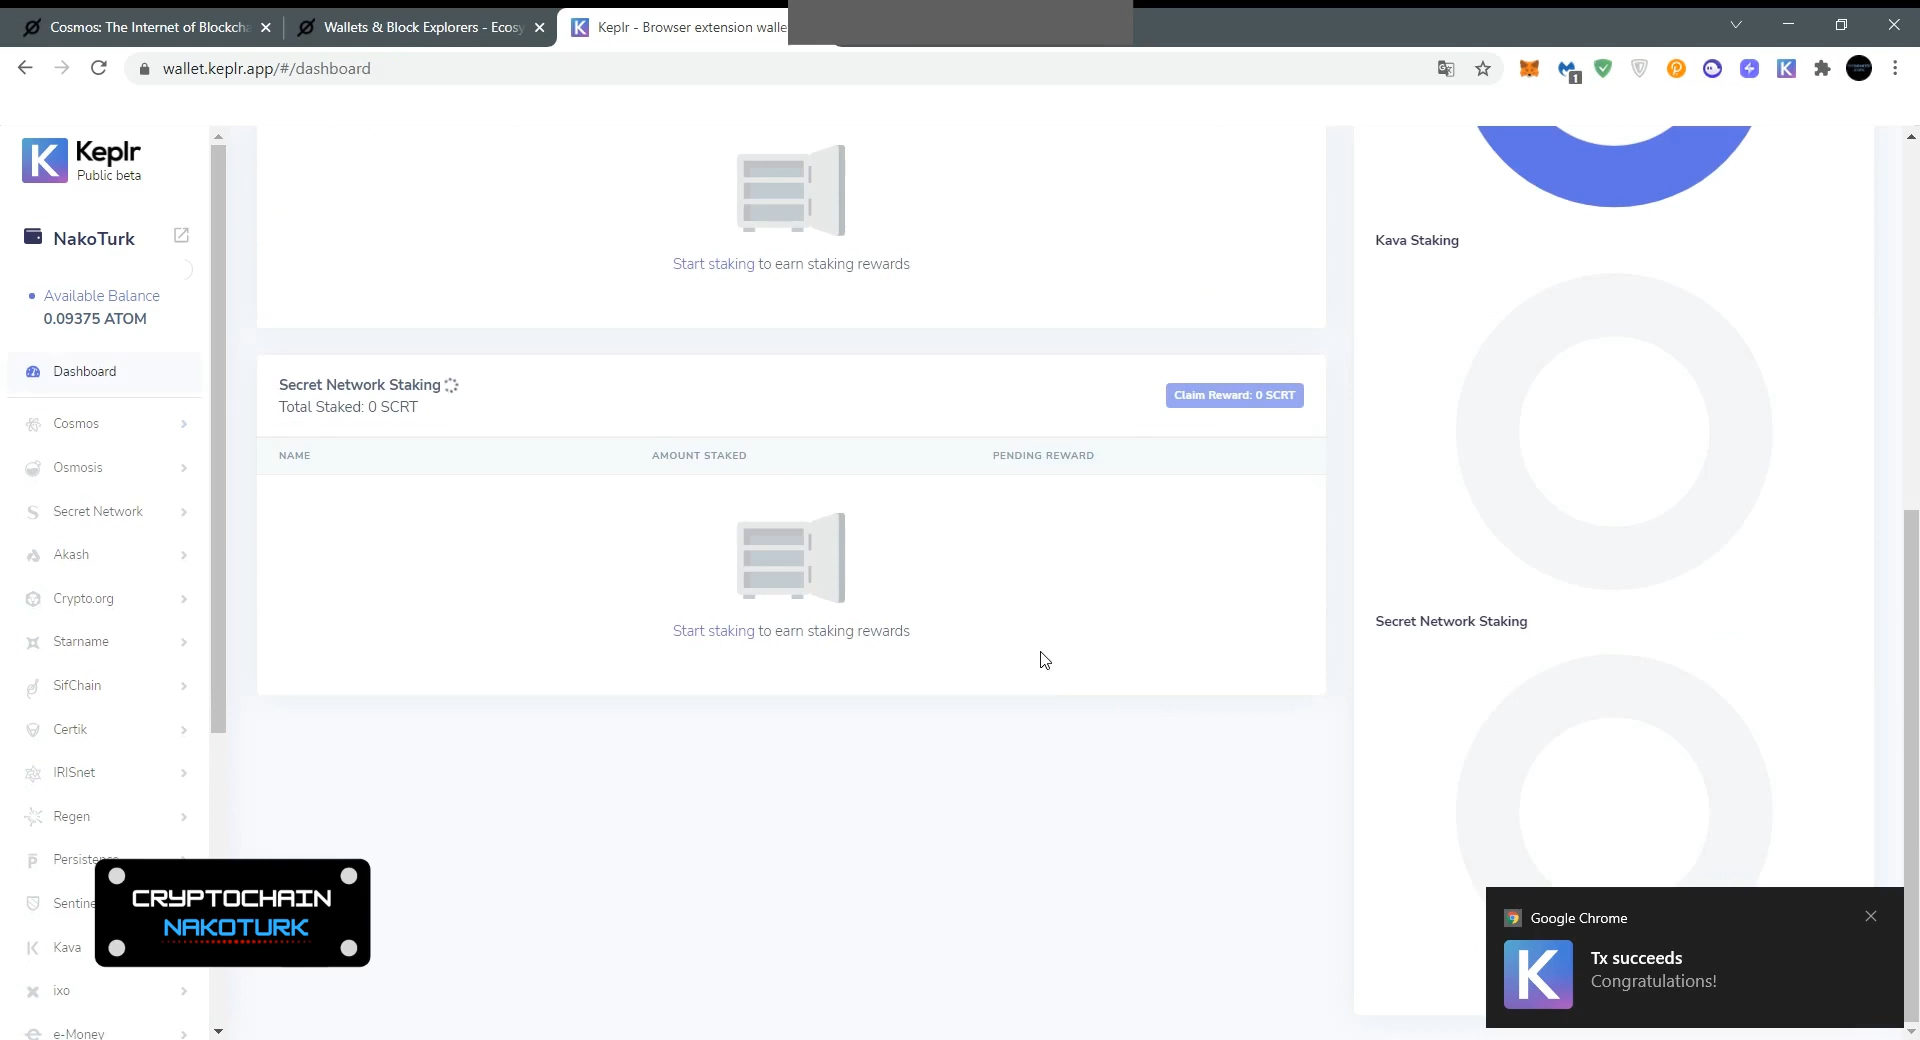 Cosmos: The Internet of Blockcha
Wallets & Block Explorers - Ecosy
Keplr - Browser extension walle
wallet.keplr.app/#/dashboard
1
Keplr
Public beta
NakoTurk
Available Balance
0.09375 ATOM
Dashboard
Cosmos
Osmosis
Secret Network
Akash
Crypto.org
Starname
SifChain
Certik
IRISnet
Regen
Persistenc
Sentine
Kava
ixo
e-Money
CRYPTOCHAIN
NAKOTURK
Start staking to earn staking rewards
Secret Network Staking
Total Staked: 0 SCRT
Claim Reward: 0 SCRT
NAME AMOUNT STAKED PENDING REWARD
Start staking to earn staking rewards
Kava Staking
Secret Network Staking
Google Chrome
Tx succeeds
Congratulations!